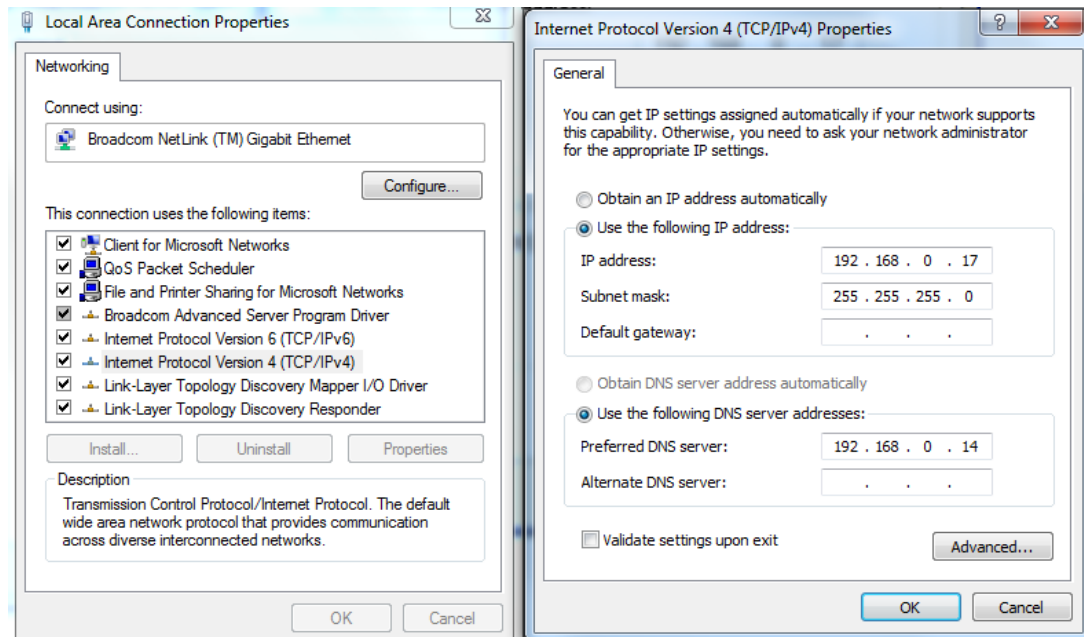 Local Area Connection Properties
Networking
Connect using:
Broadcom NetLink (TM) Gigabit Ethernet
Configure...
This connection uses the following items:
Client for Microsoft Networks
QoS Packet Scheduler
File and Printer Sharing for Microsoft Networks
Broadcom Advanced Server Program Driver
Internet Protocol Version 6 (TCP/IPv6)
Internet Protocol Version 4 (TCP/IPv4)
Link-Layer Topology Discovery Mapper I/O Driver
Link-Layer Topology Discovery Responder
Install... Uninstall Properties
Description
Transmission Control Protocol/Internet Protocol. The default
wide area network protocol that provides communication
across diverse interconnected networks.
OK Cancel
Internet Protocol Version 4 (TCP/IPv4) Properties
General
You can get IP settings assigned automatically if your network supports
this capability. Otherwise, you need to ask your network administrator
for the appropriate IP settings.
Obtain an IP address automatically
Use the following IP address:
IP address: 192 . 168 . 0 . 17
Subnet mask: 255 . 255 . 255 . 0
Default gateway: . . .
Obtain DNS server address automatically
Use the following DNS server addresses:
Preferred DNS server: 192 . 168 . 0 . 14
Alternate DNS server: . . .
Validate settings upon exit
Advanced...
OK Cancel